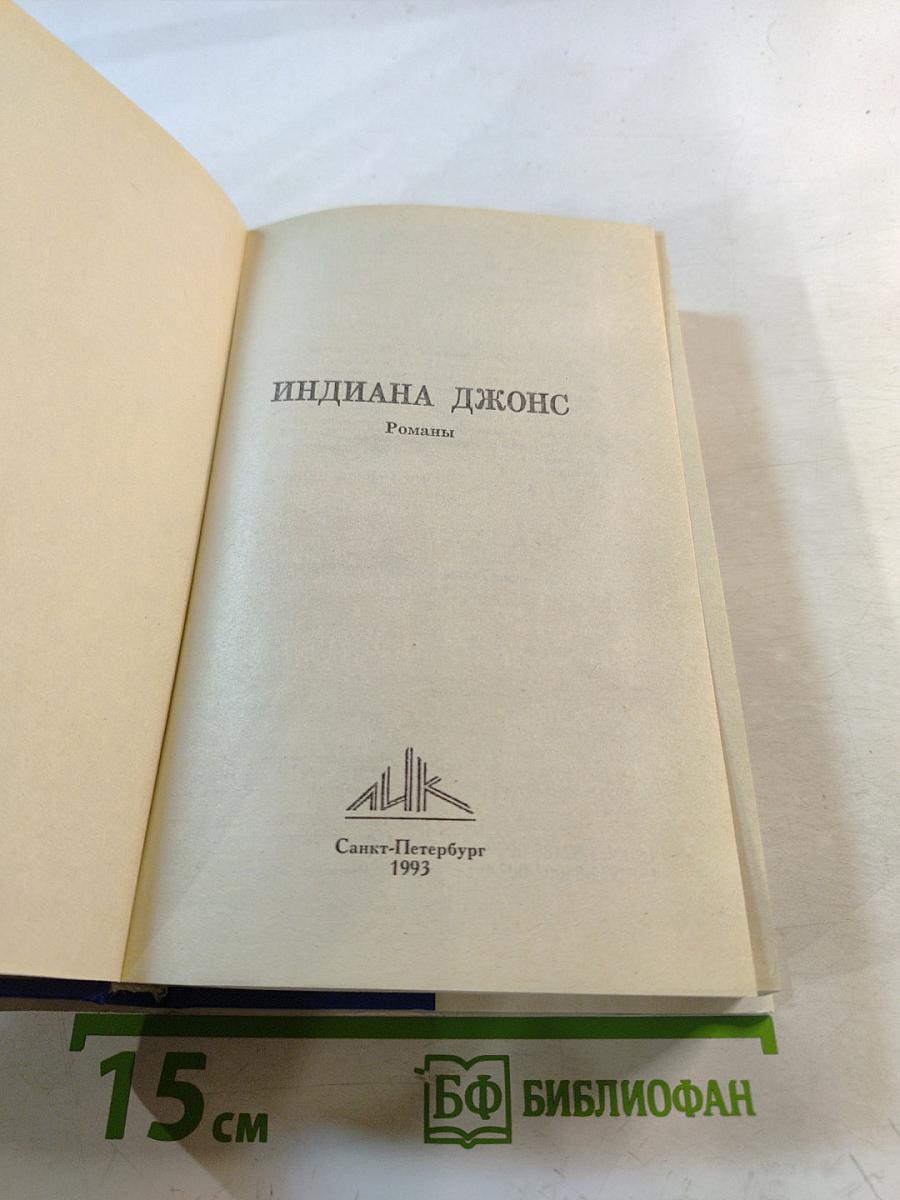 ИНДИАНА ДЖОНС
Романы
ЛИК
Санкт-Петербург
1993
15 см
БФ БИБЛИОФАН